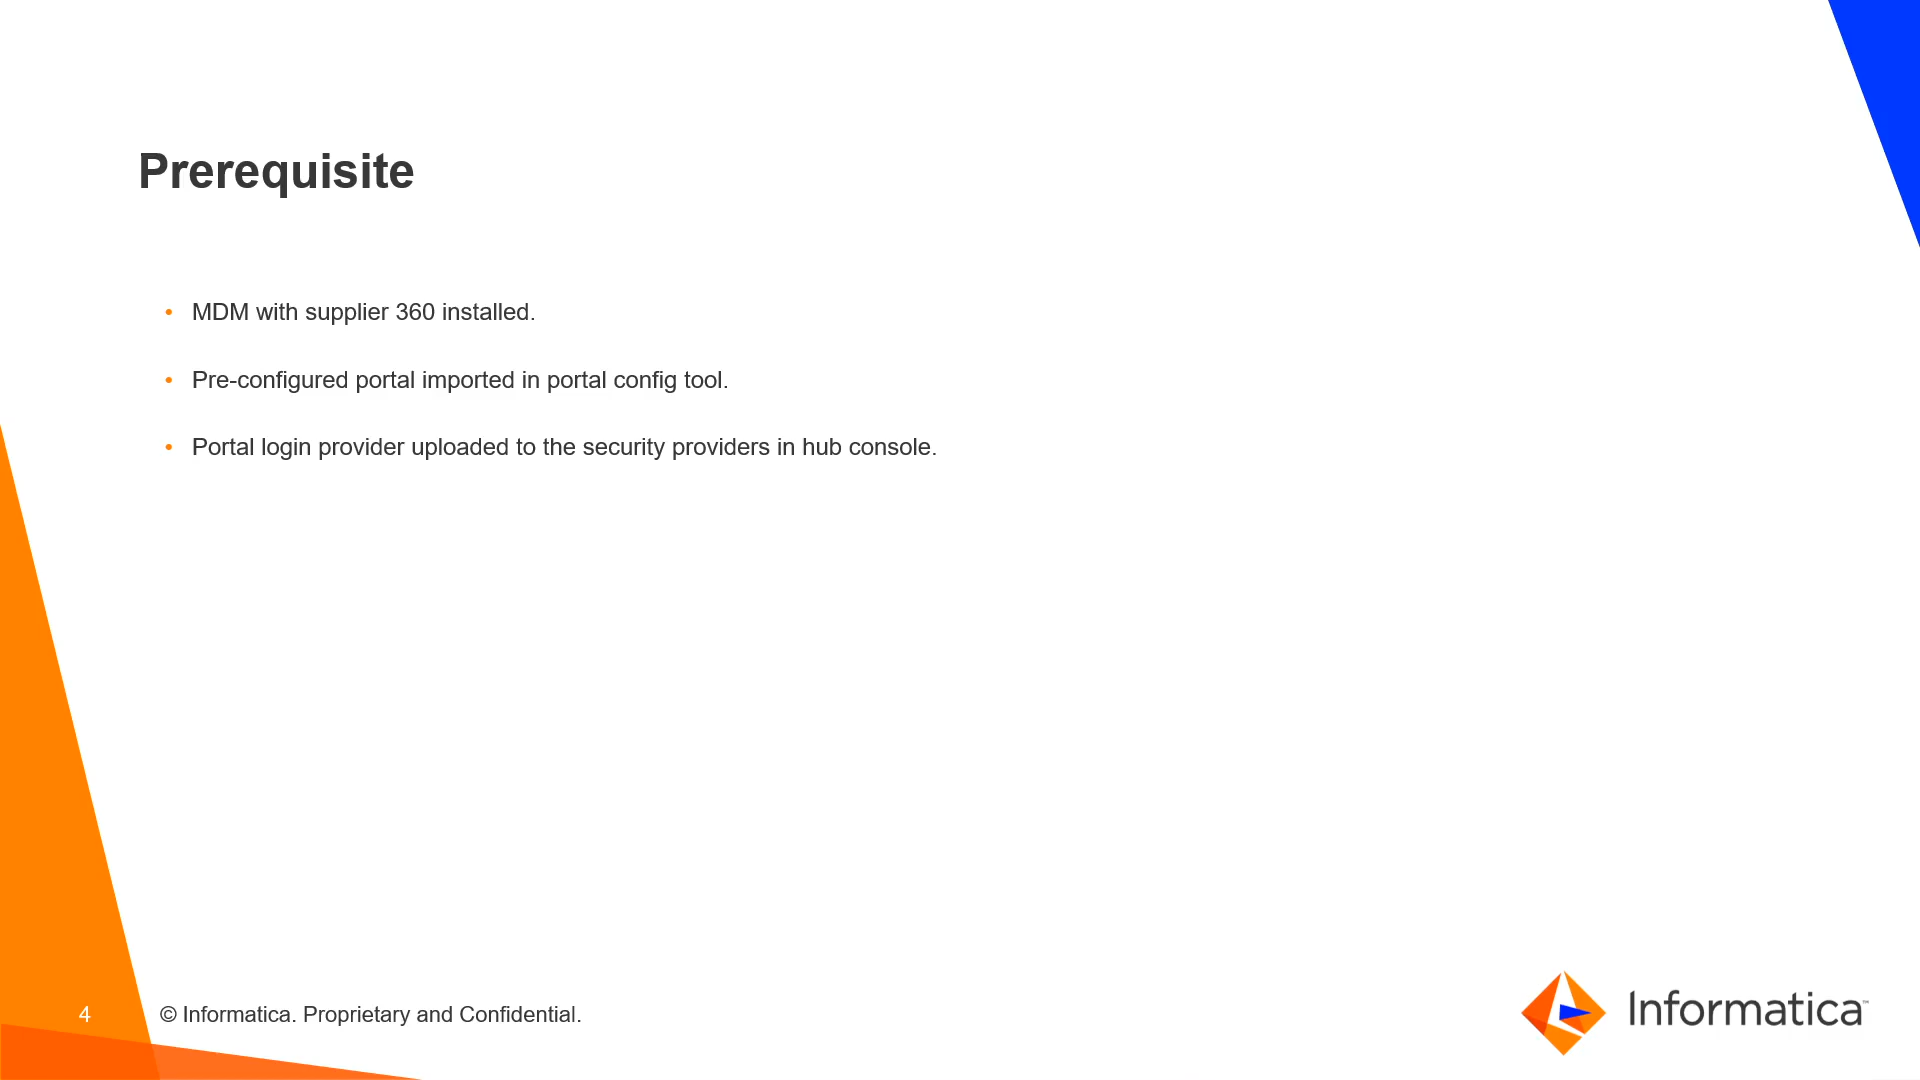 Prerequisite
• MDM with supplier 360 installed.
• Pre-configured portal imported in portal config tool.
• Portal login provider uploaded to the security providers in hub console.
4
© Informatica. Proprietary and Confidential.
Informatica™